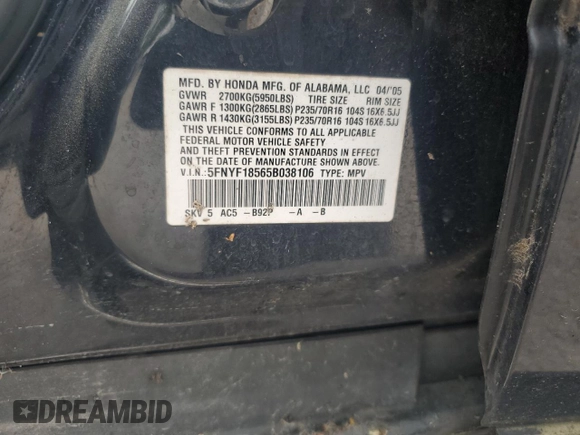 MFD. BY HONDA MFG. OF ALABAMA, LLC 04/'05
GVWR 2700KG(5950LBS) TIRE SIZE RIM SIZE
GAWR F 1300KG(2865LBS) P235/70R16 104S 16X6.5JJ
GAWR R 1430KG(3155LBS) P235/70R16 104S 16X6.5JJ
THIS VEHICLE CONFORMS TO ALL APPLICABLE
FEDERAL MOTOR VEHICLE SAFETY
AND THEFT PREVENTION STANDARDS IN EFFECT ON
THE DATE OF MANUFACTURE SHOWN ABOVE.
V.I.N.: 5FNYF18565B038106 TYPE: MPV
SKV 5 AC5 -B92P -A -B
DREAMBID